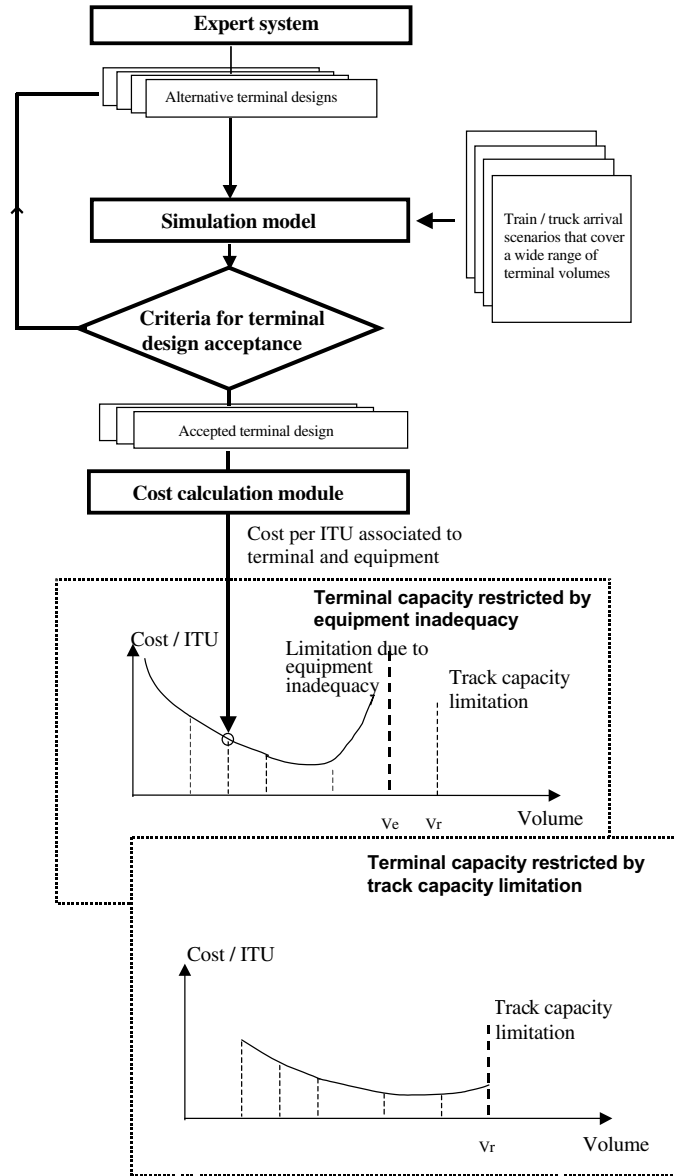 Expert system
Alternative terminal designs
Simulation model
Train / truck arrival
scenarios that cover
a wide range of
terminal volumes
Criteria for terminal
design acceptance
Accepted terminal design
Cost calculation module
Cost per ITU associated to
terminal and equipment
Terminal capacity restricted by
equipment inadequacy
Cost / ITU
Limitation due to
equipment
inadequacy
Track capacity
limitation
Ve
Vr
Volume
Terminal capacity restricted by
track capacity limitation
Cost / ITU
Track capacity
limitation
Vr
Volume